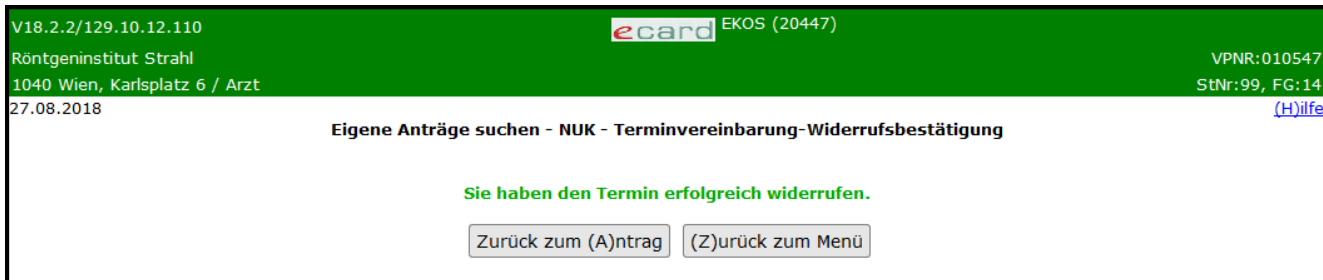 V18.2.2/129.10.12.110 ecard EKOS (20447)
Röntgeninstitut Strahl VPNR:010547
1040 Wien, Karlsplatz 6 / Arzt StNr:99, FG:14
27.08.2018 (H)ilfe
Eigene Anträge suchen - NUK - Terminvereinbarung-Widerrufsbestätigung
Sie haben den Termin erfolgreich widerrufen.
Zurück zum (A)ntrag (Z)urück zum Menü